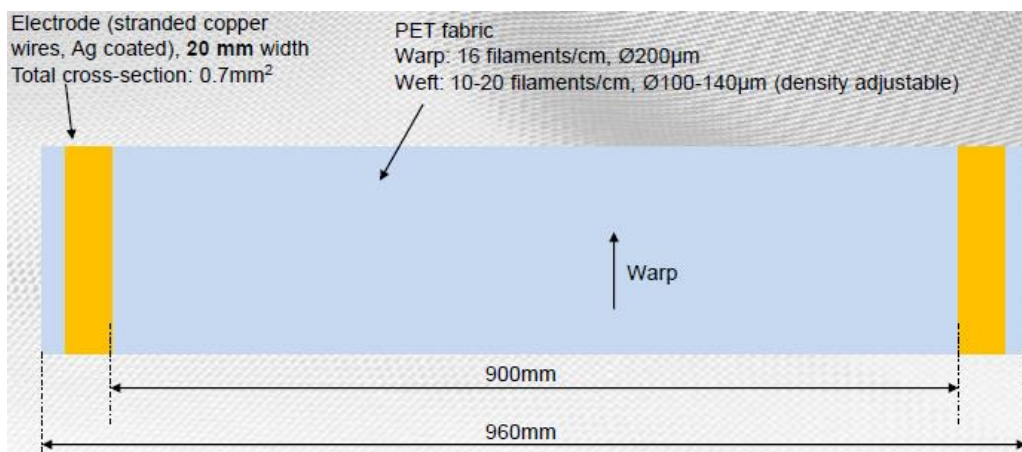 Electrode (stranded copper
wires, Ag coated), 20 mm width
Total cross-section: 0.7mm²
PET fabric
Warp: 16 filaments/cm, Ø200µm
Weft: 10-20 filaments/cm, Ø100-140µm (density adjustable)
Warp
900mm
960mm